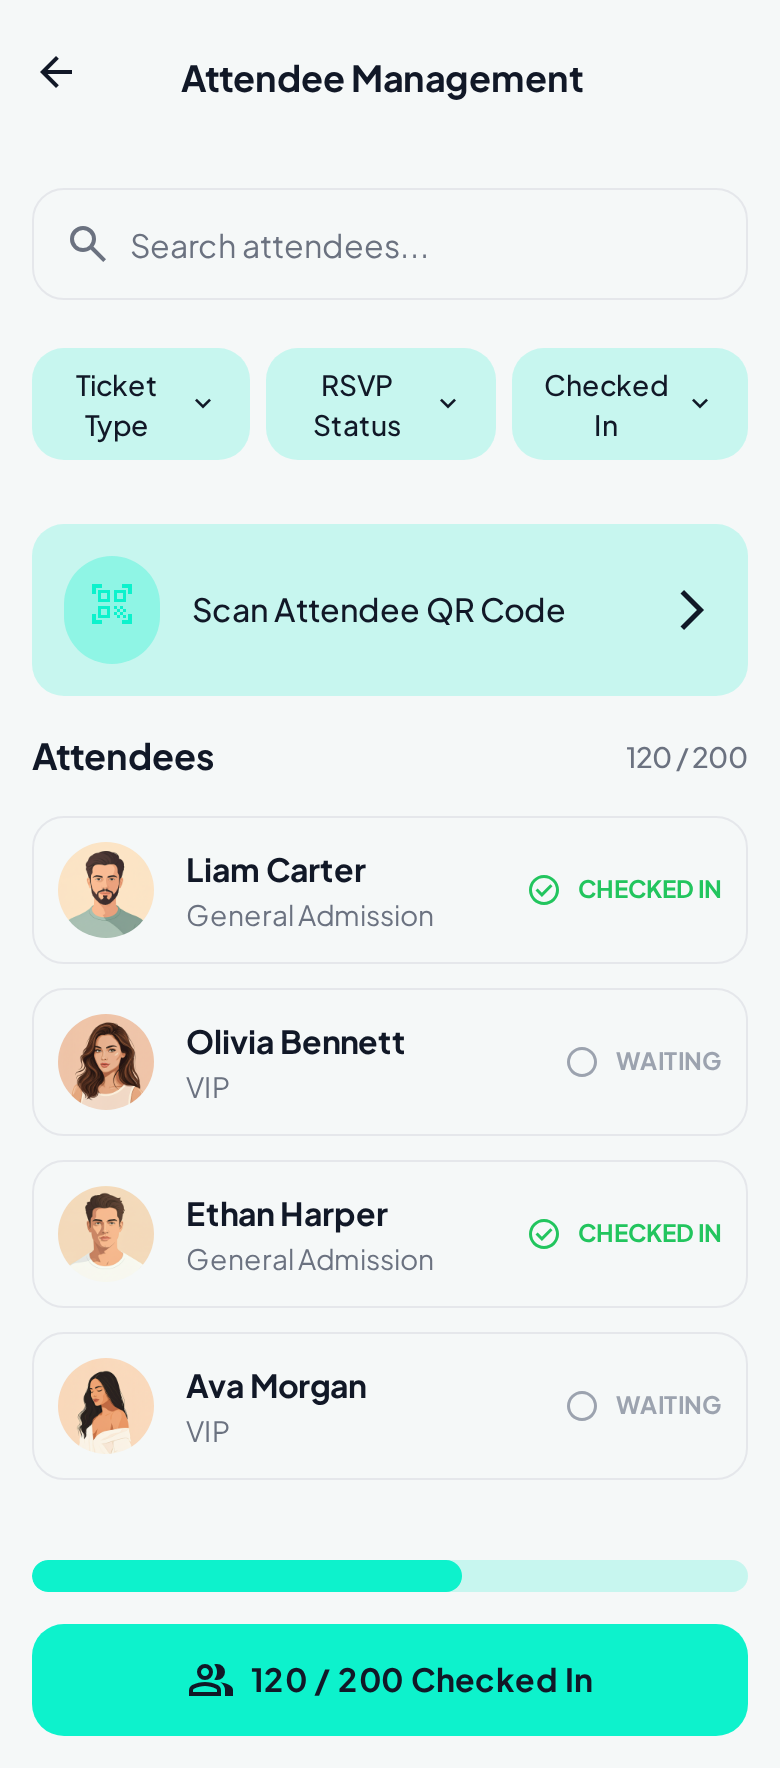 Attendee Management
Search attendees...
Ticket
Type
RSVP
Status
Checked
In
Scan Attendee QR Code
Attendees
120 / 200
Liam Carter
General Admission
CHECKED IN
Olivia Bennett
VIP
WAITING
Ethan Harper
General Admission
CHECKED IN
Ava Morgan
VIP
WAITING
120 / 200 Checked In